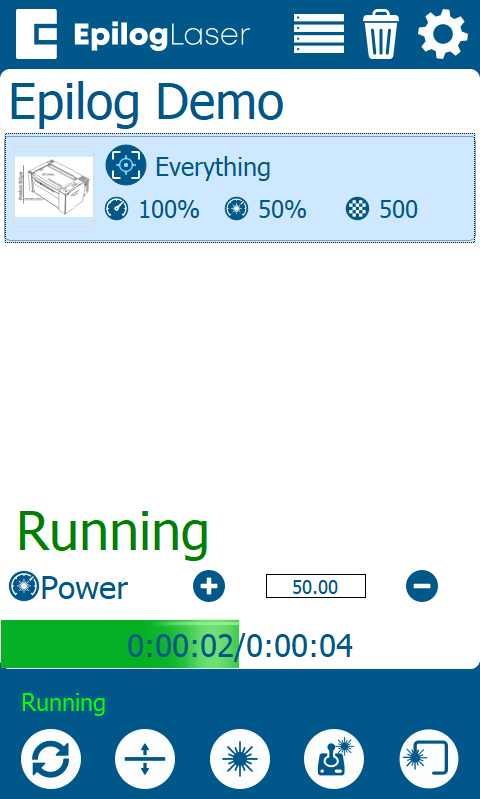 EpilogLaser
Epilog Demo
Everything
100% 50% 500
Running
Power 50.00
0:00:02/0:00:04
Running